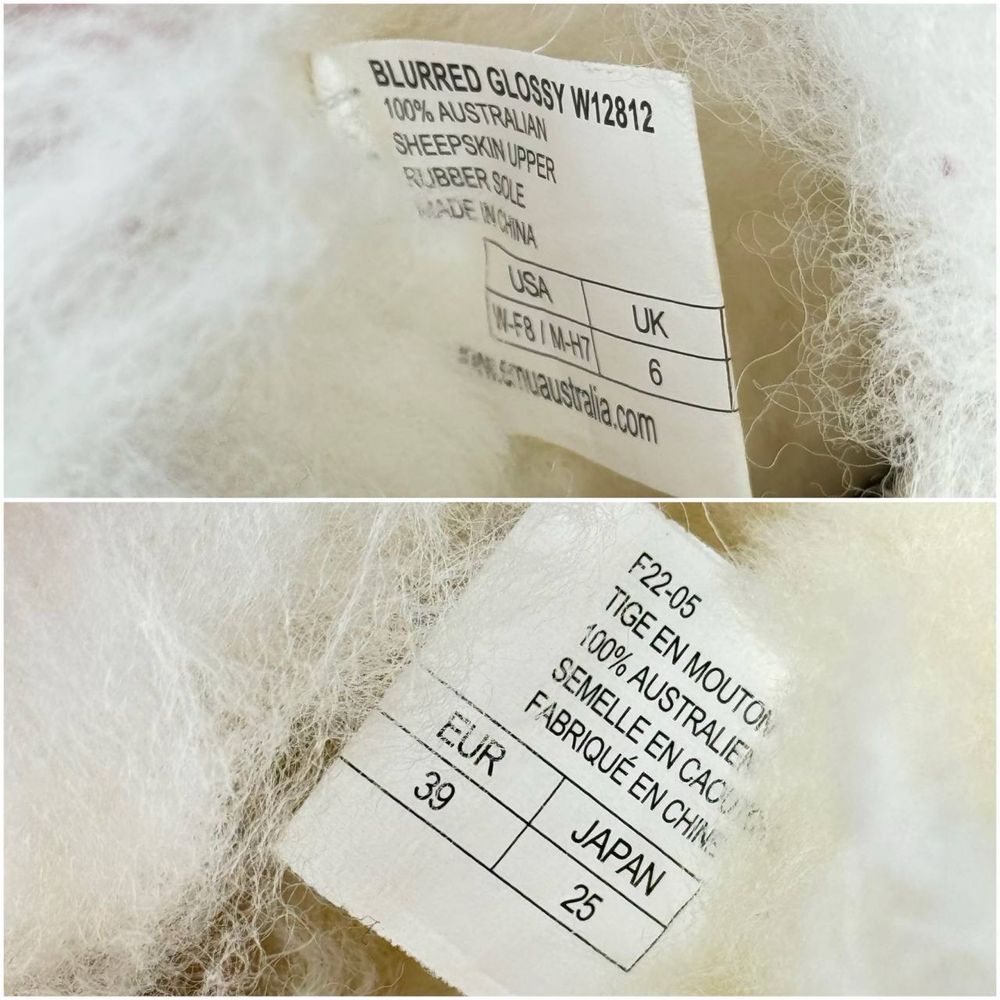 BLURRED GLOSSY W12812
100% AUSTRALIAN
SHEEPSKIN UPPER
RUBBER SOLE
MADE IN CHINA
USA UK
W-F8 / M-H7 6
www.emuaustralia.com
F22-05
TIGE EN MOUTON
100% AUSTRALIEN
SEMELLE EN
FABRIQUÉ EN CHINE
EUR JAPAN
39 25